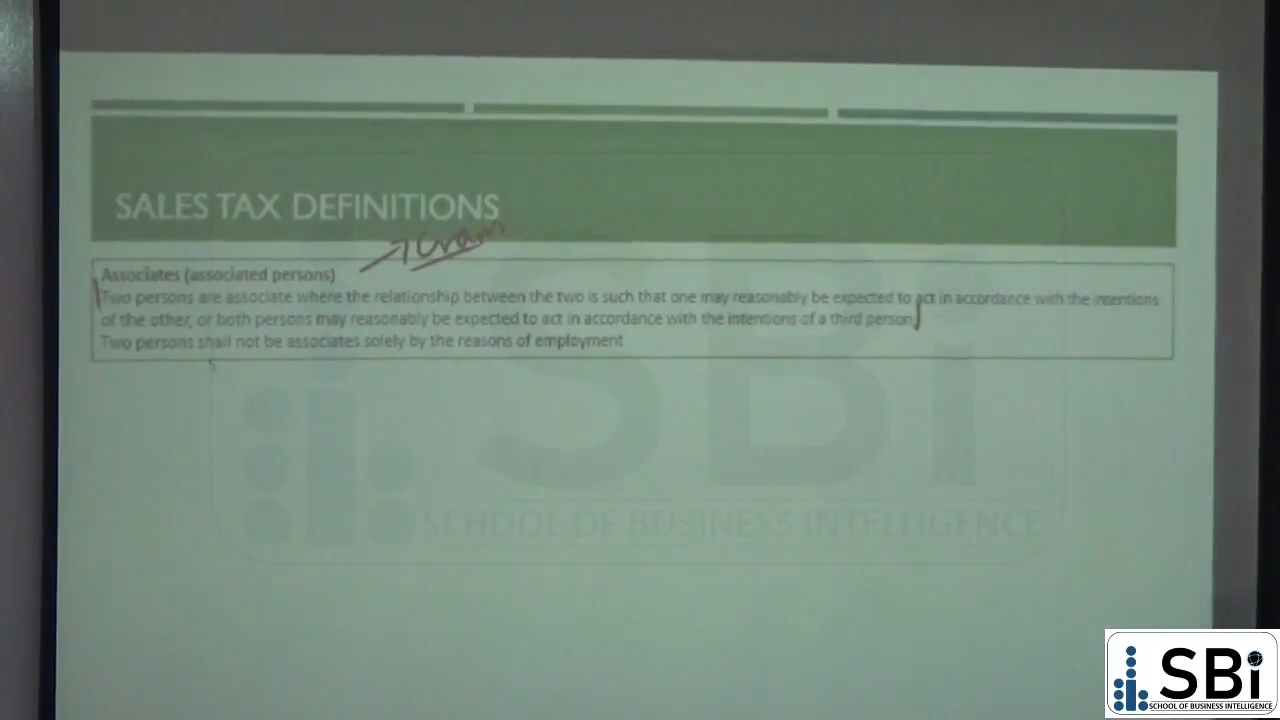 SALES TAX DEFINITIONS
Cram
Associates (associated persons)
Two persons are associate where the relationship between the two is such that one may reasonably be expected to act in accordance with the intentions
of the other, or both persons may reasonably be expected to act in accordance with the intentions of a third person
Two persons shall not be associates solely by the reasons of employment
SBi
SCHOOL OF BUSINESS INTELLIGENCE
SBi
SCHOOL OF BUSINESS INTELLIGENCE